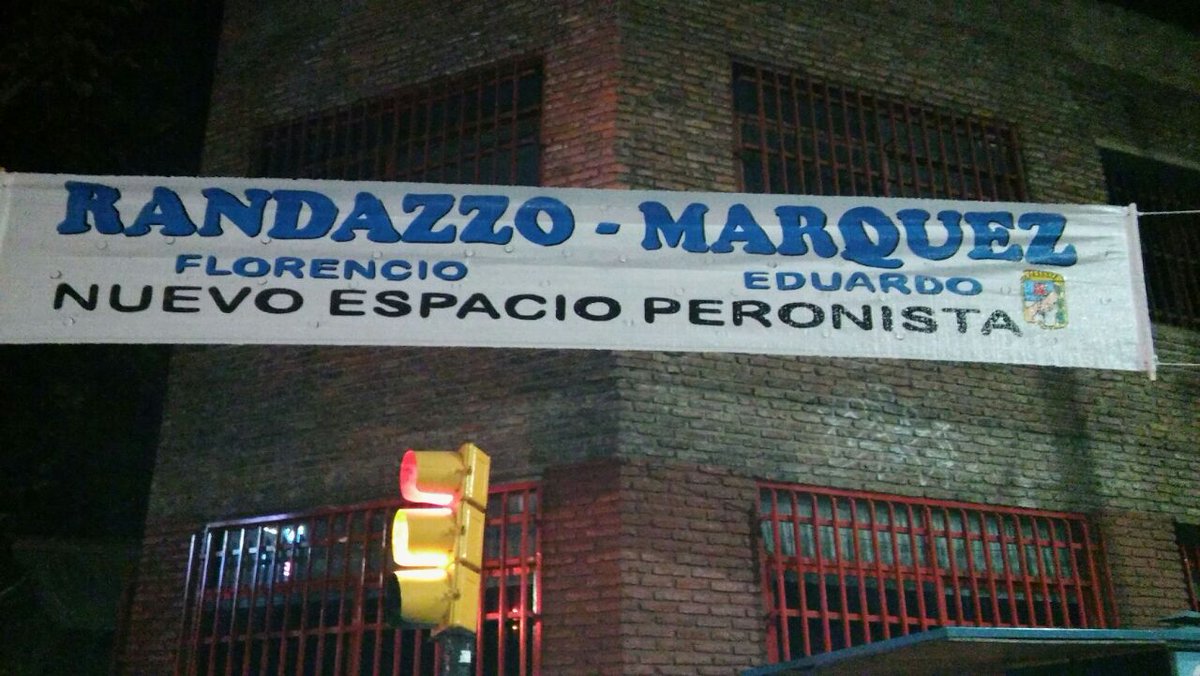 RANDAZZO - MARQUEZ
FLORENCIO EDUARDO
NUEVO ESPACIO PERONISTA